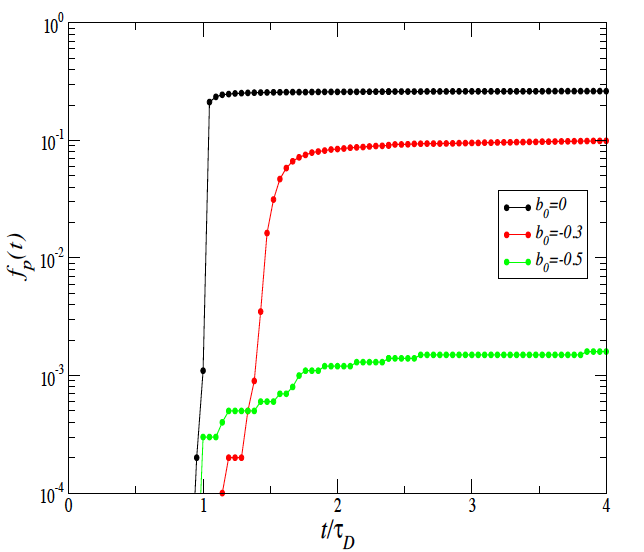 10^0
10^-1
10^-2
10^-3
10^-4
f_p(t)
b_0=0
b_0=-0.3
b_0=-0.5
0 1 2 3 4
t/τ_D